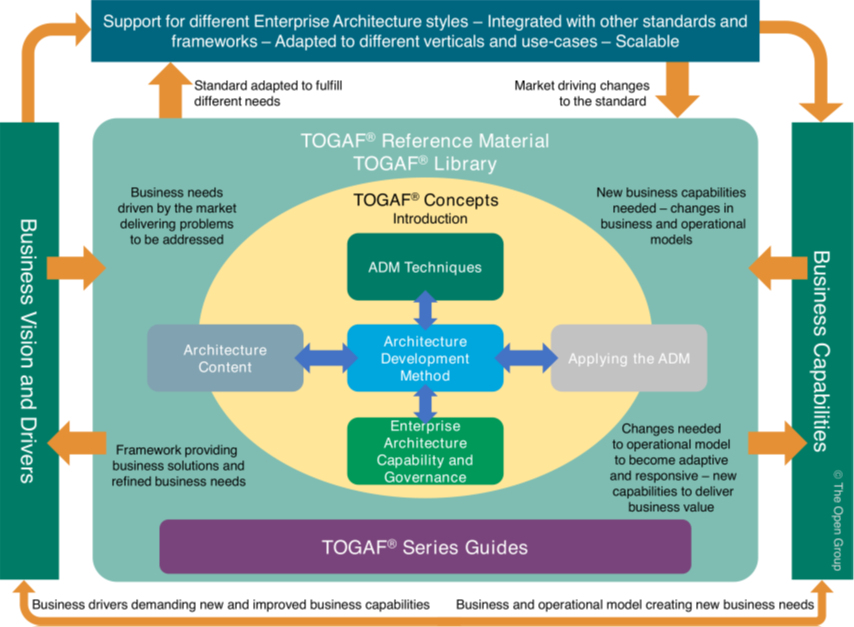 Support for different Enterprise Architecture styles – Integrated with other standards and
frameworks – Adapted to different verticals and use-cases – Scalable
Standard adapted to fulfill
different needs
Market driving changes
to the standard
TOGAF® Reference Material
TOGAF® Library
Business needs
driven by the market
delivering problems
to be addressed
TOGAF® Concepts
Introduction
New business capabilities
needed – changes in
business and operational
models
Business Vision and Drivers
ADM Techniques
Architecture
Content
Architecture
Development
Method
Applying the ADM
Enterprise
Architecture
Capability and
Governance
Business Capabilities
Framework providing
business solutions and
refined business needs
Changes needed
to operational model
to become adaptive
and responsive – new
capabilities to deliver
business value
TOGAF® Series Guides
© The Open Group
Business drivers demanding new and improved business capabilities
Business and operational model creating new business needs